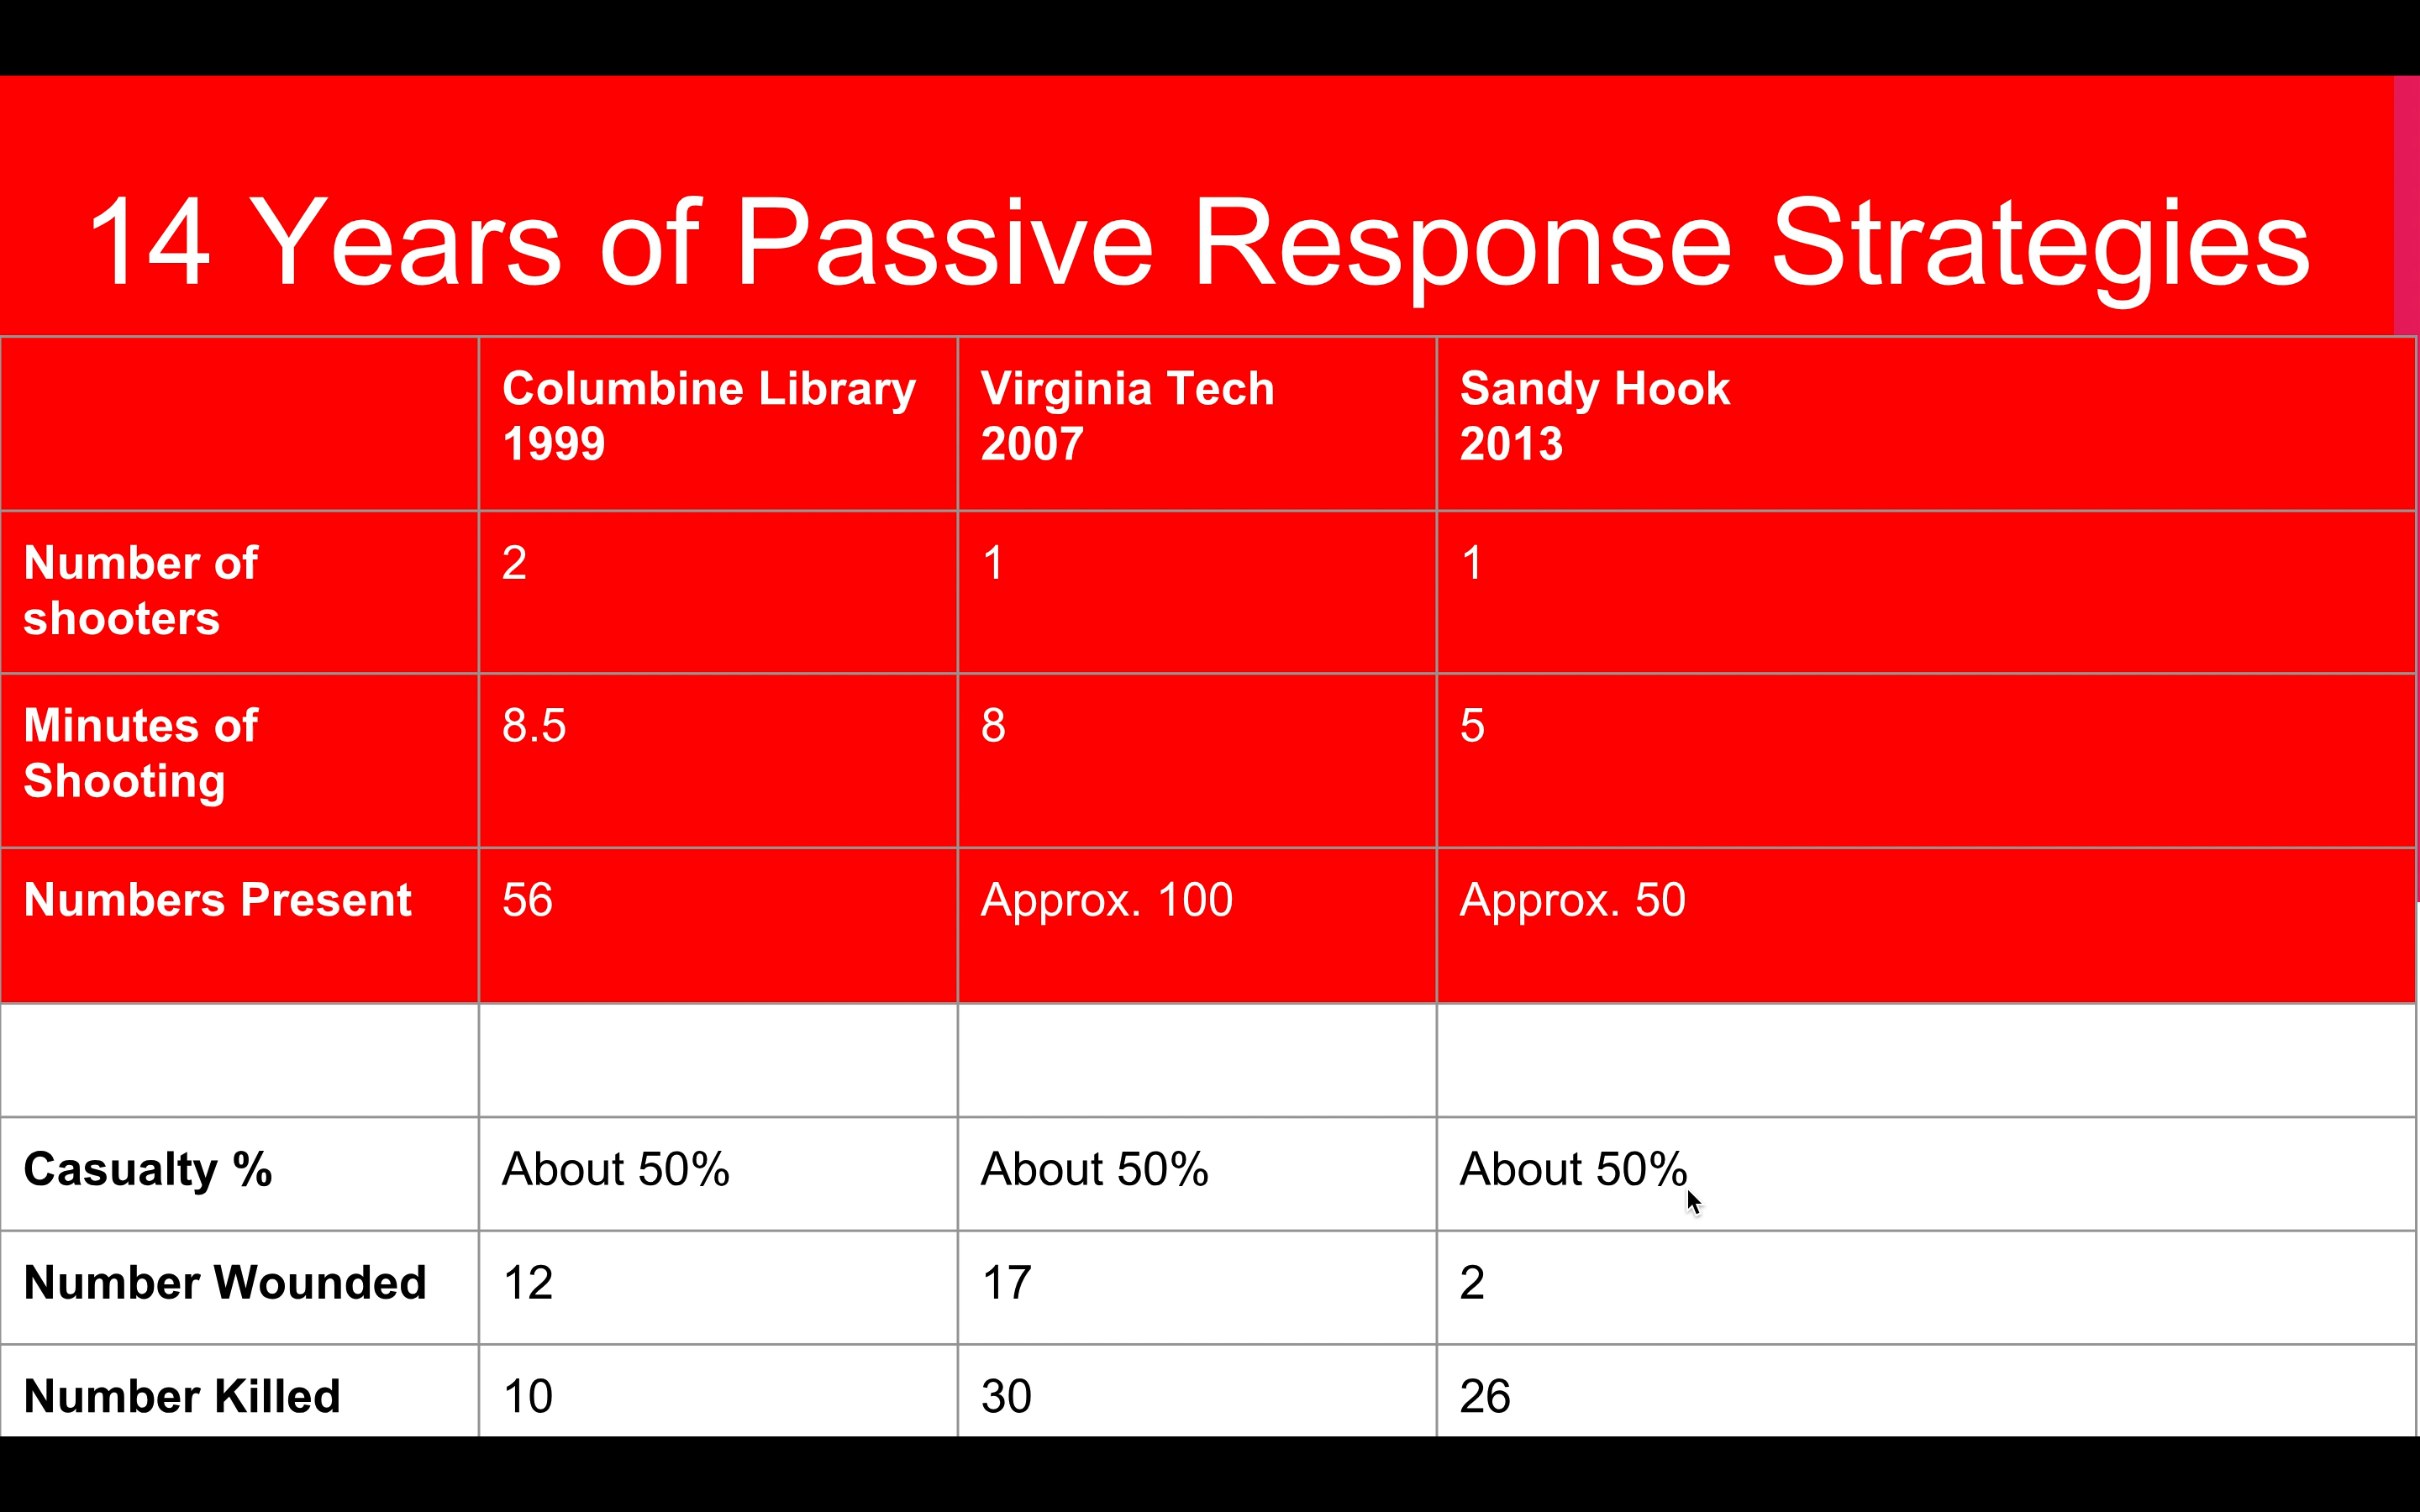 14 Years of Passive Response Strategies
Columbine Library
1999
Virginia Tech
2007
Sandy Hook
2013
Number of
shooters
2
1
1
Minutes of
Shooting
8.5
8
5
Numbers Present
56
Approx. 100
Approx. 50
Casualty %
About 50%
About 50%
About 50%
Number Wounded
12
17
2
Number Killed
10
30
26